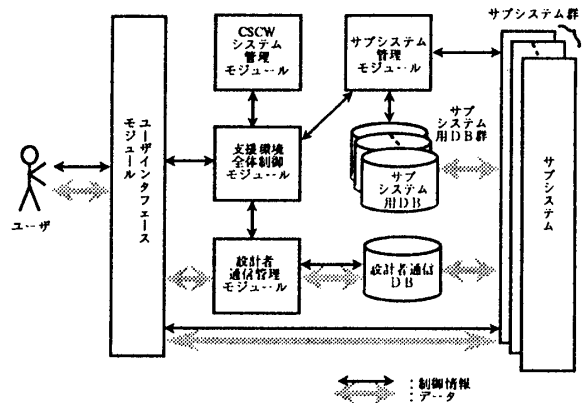 サブシステム群
CSCW
システム
管理
モジュール
サブシステム
管理
モジュール
サブ
システム
用DB群
ユーザインタフェース
モジュール
支援環境
全体制御
モジュール
サブ
システム
用DB
サブシステム
ユーザ
設計者
通信管理
モジュール
設計者通信
DB
：制御情報
：データ